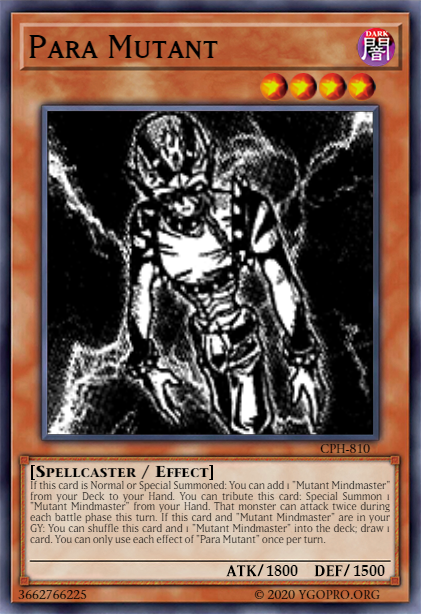 Para Mutant
DARK
闇
CPH-810
[Spellcaster / Effect]
If this card is Normal or Special Summoned: You can add 1 "Mutant Mindmaster"
from your Deck to your Hand. You can tribute this card: Special Summon 1
"Mutant Mindmaster" from your Hand. That monster can attack twice during
each battle phase this turn. If this card and "Mutant Mindmaster" are in your
GY: You can shuffle this card and 1 "Mutant Mindmaster" into the deck; draw 1
card. You can only use each effect of "Para Mutant" once per turn.
ATK/1800 DEF/1500
3662766225
© 2020 YGOPRO.ORG